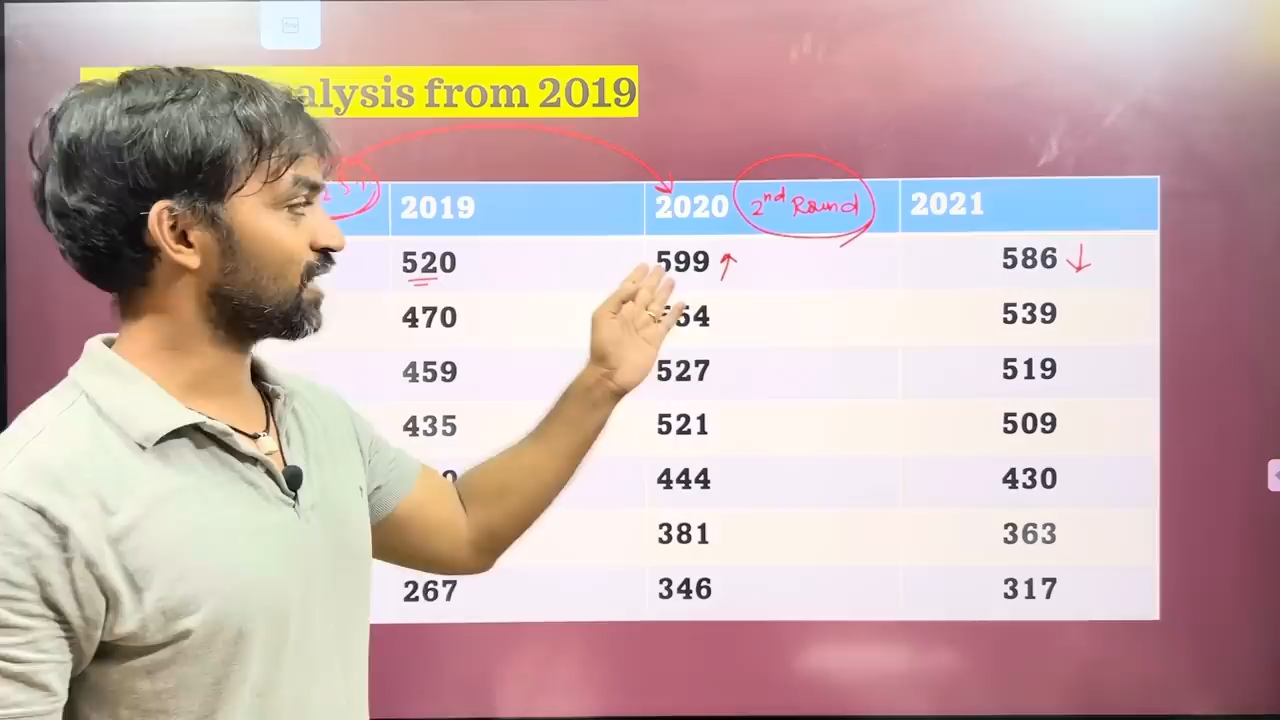 alysis from 2019
2019 2020 2nd Round 2021
520 599 586
470 539
459 527 519
435 521 509
444 430
381 363
267 346 317